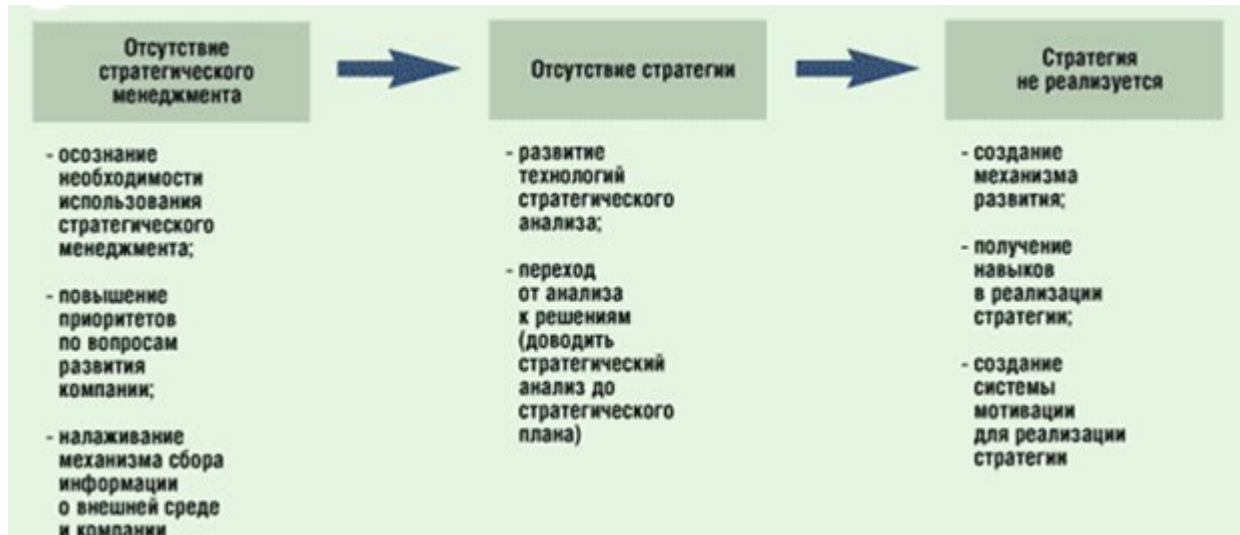 Отсутствие
стратегического
менеджмента
Отсутствие стратегии
Стратегия
не реализуется
- осознание
необходимости
использования
стратегического
менеджмента;
- повышение
приоритетов
по вопросам
развития
компании;
- налаживание
механизма сбора
информации
о внешней среде
и компании
- развитие
технологий
стратегического
анализа;
- переход
от анализа
к решениям
(доводить
стратегический
анализ до
стратегического
плана)
- создание
механизма
развития;
- получение
навыков
в реализации
стратегии;
- создание
системы
мотивации
для реализации
стратегии